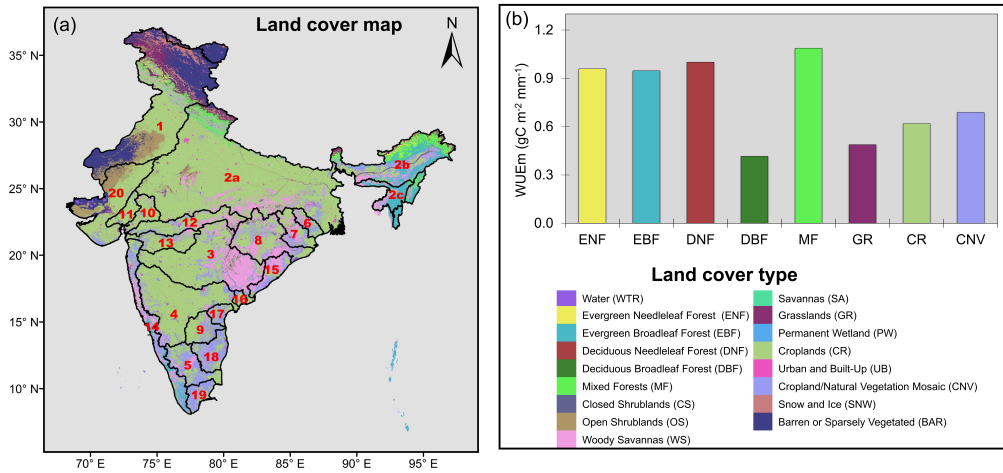 (a)
Land cover map
N
35° N
30° N
25° N
20° N
15° N
10° N
70° E
75° E
80° E
85° E
90° E
95° E
1
20
11
10
2a
2b
2c
12
13
3
8
7
6
15
16
4
14
9
17
5
18
19
(b)
WUEm (gC m-2 mm-1)
1.2
0.9
0.6
0.3
0.0
ENF
EBF
DNF
DBF
MF
GR
CR
CNV
Land cover type
Water (WTR)
Evergreen Needleleaf Forest (ENF)
Evergreen Broadleaf Forest (EBF)
Deciduous Needleleaf Forest (DNF)
Deciduous Broadleaf Forest (DBF)
Mixed Forests (MF)
Closed Shrublands (CS)
Open Shrublands (OS)
Woody Savannas (WS)
Savannas (SA)
Grasslands (GR)
Permanent Wetland (PW)
Croplands (CR)
Urban and Built-Up (UB)
Cropland/Natural Vegetation Mosaic (CNV)
Snow and Ice (SNW)
Barren or Sparsely Vegetated (BAR)